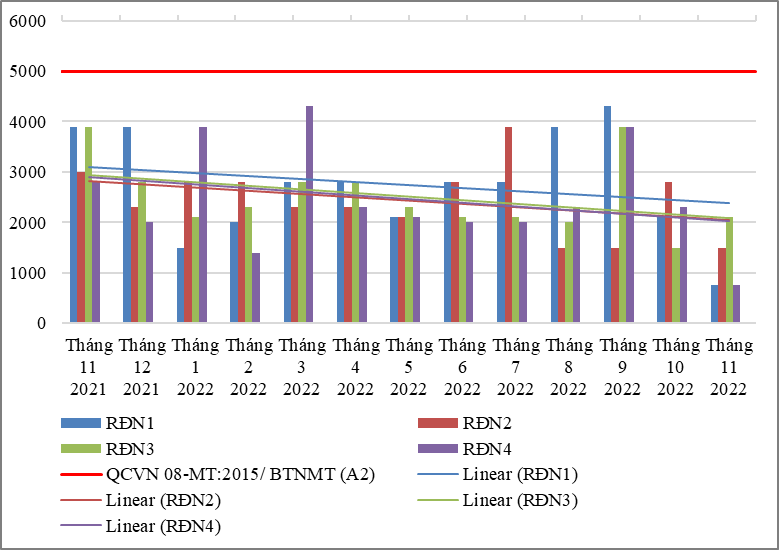 6000
5000
4000
3000
2000
1000
0
Tháng Tháng Tháng Tháng Tháng Tháng Tháng Tháng Tháng Tháng Tháng Tháng Tháng
11 12 1 2 3 4 5 6 7 8 9 10 11
2021 2021 2022 2022 2022 2022 2022 2022 2022 2022 2022 2022 2022
RĐN1 RĐN2
RĐN3 RĐN4
QCVN 08-MT:2015/ BTNMT (A2) Linear (RĐN1)
Linear (RĐN2) Linear (RĐN3)
Linear (RĐN4)